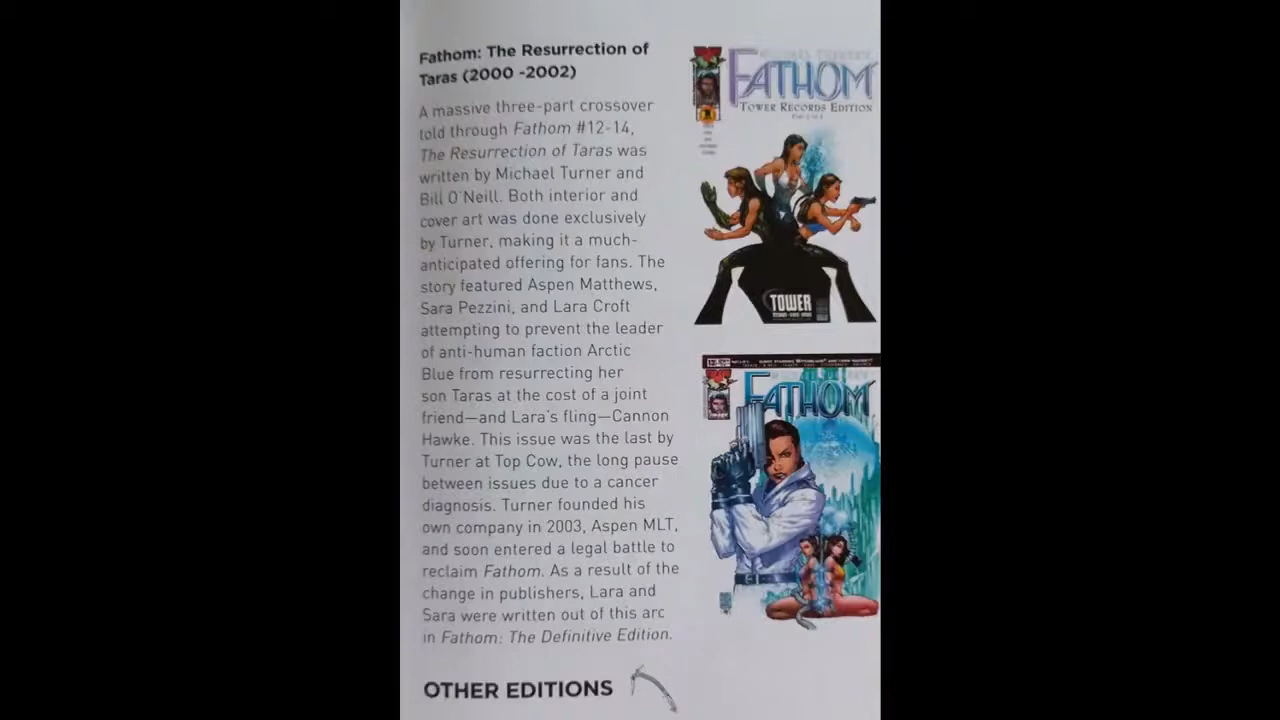 Fathom: The Resurrection of
Taras (2000 -2002)
A massive three-part crossover
told through Fathom #12-14,
The Resurrection of Taras was
written by Michael Turner and
Bill O'Neill. Both interior and
cover art was done exclusively
by Turner, making it a much-
anticipated offering for fans. The
story featured Aspen Matthews,
Sara Pezzini, and Lara Croft
attempting to prevent the leader
of anti-human faction Arctic
Blue from resurrecting her
son Taras at the cost of a joint
friend—and Lara's fling—Cannon
Hawke. This issue was the last by
Turner at Top Cow, the long pause
between issues due to a cancer
diagnosis. Turner founded his
own company in 2003, Aspen MLT,
and soon entered a legal battle to
reclaim Fathom. As a result of the
change in publishers, Lara and
Sara were written out of this arc
in Fathom: The Definitive Edition.
OTHER EDITIONS
FATHOM
TOWER RECORDS EDITION
TOWER
FATHOM